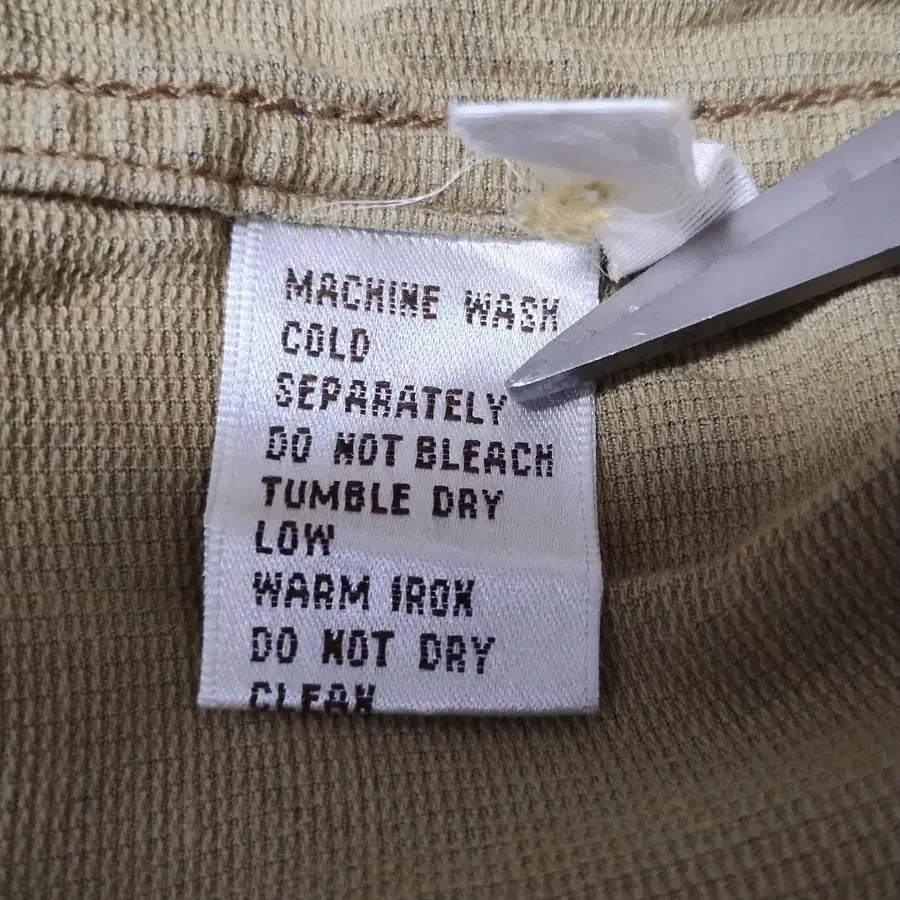 MACHINE WASH
COLD
SEPARATELY
DO NOT BLEACH
TUMBLE DRY
LOW
WARM IRON
DO NOT DRY
CLEAN